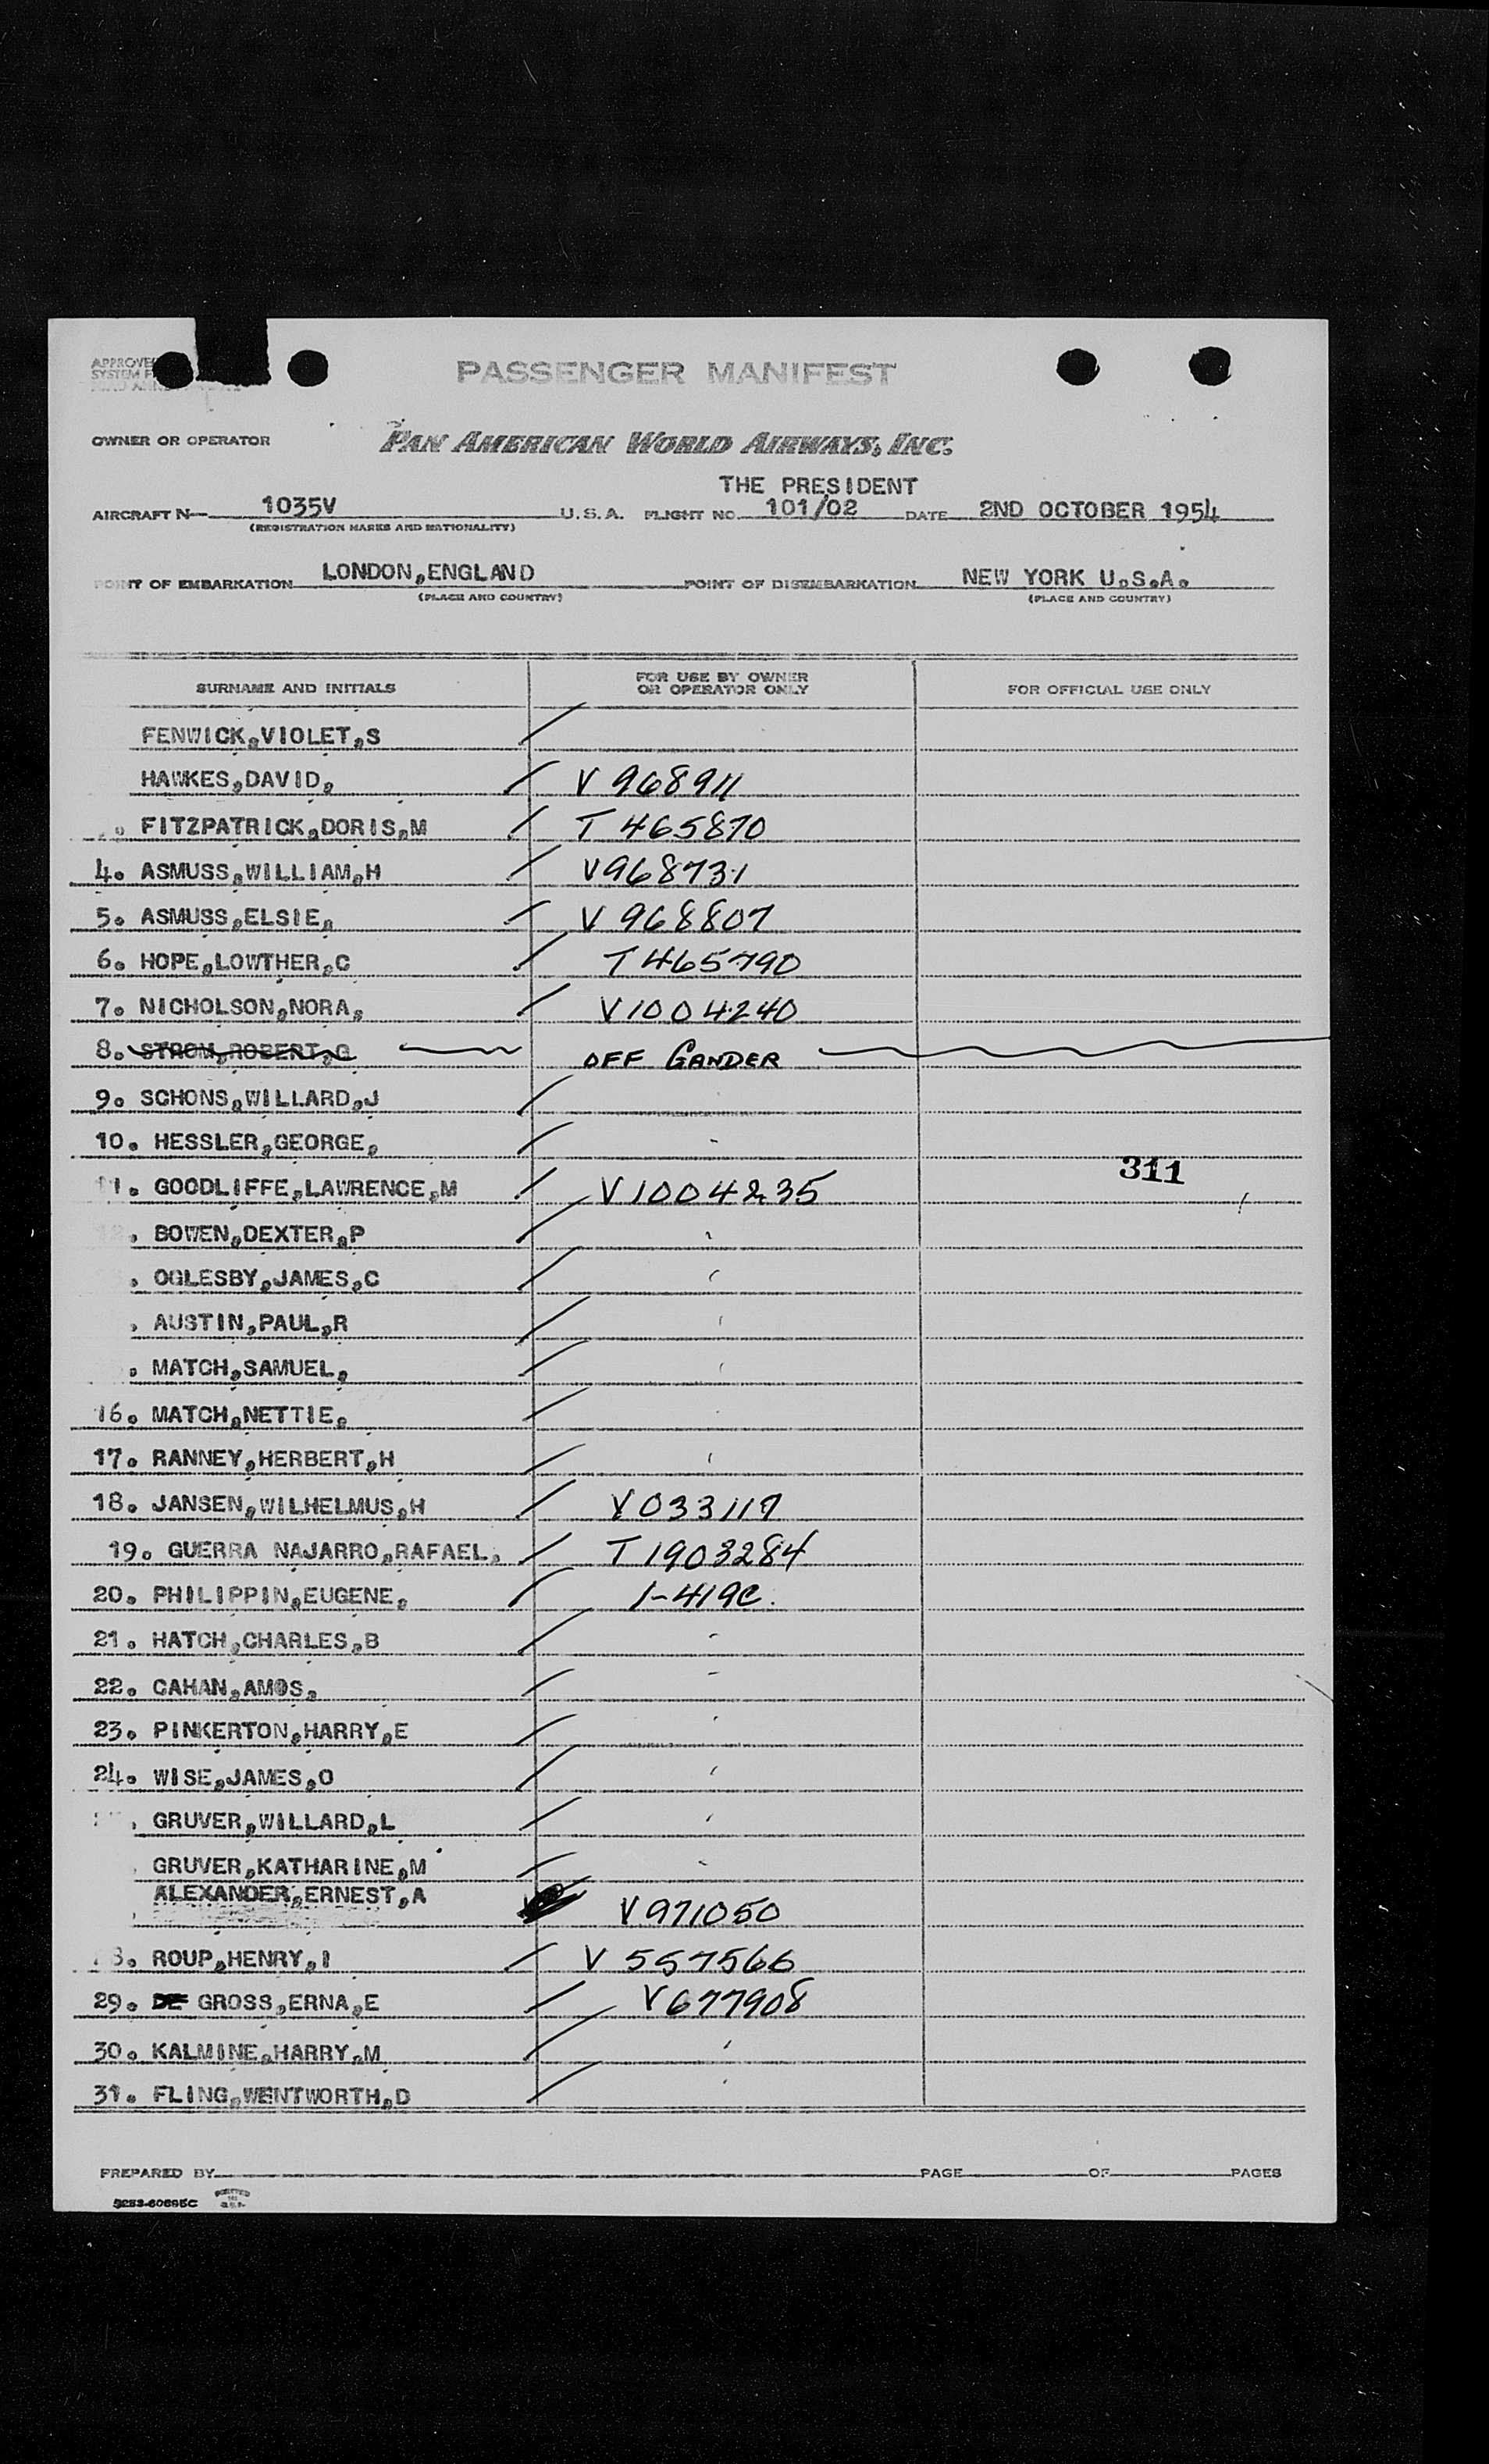 APPROVED
SYSTEM F
PASSENGER MANIFEST
OWNER OR OPERATOR PAN AMERICAN WORLD AIRWAYS, INC.
THE PRESIDENT
AIRCRAFT N— 1035V U.S.A. FLIGHT NO. 101/02 DATE 2ND OCTOBER 1954
(REGISTRATION MARKS AND NATIONALITY)
POINT OF EMBARKATION LONDON,ENGLAND POINT OF DISEMBARKATION NEW YORK U.S.A.
(PLACE AND COUNTRY) (PLACE AND COUNTRY)
SURNAME AND INITIALS FOR USE BY OWNER OR OPERATOR ONLY FOR OFFICIAL USE ONLY
FENWICK,VIOLET,S
HAWKES,DAVID, V 968911
FITZPATRICK,DORIS,M T 465870
4. ASMUSS,WILLIAM,H V968731
5. ASMUSS,ELSIE, V 968807
6. HOPE,LOWTHER,C T465790
7. NICHOLSON,NORA, V1004240
8. STROM,ROBERT,G OFF GANDER
9. SCHONS,WILLARD,J
10. HESSLER,GEORGE,
11. GOODLIFFE,LAWRENCE,M V1004235 311
, BOWEN,DEXTER,P
, OGLESBY,JAMES,C
, AUSTIN,PAUL,R
, MATCH,SAMUEL,
16. MATCH,NETTIE,
17. RANNEY,HERBERT,H
18. JANSEN,WILHELMUS,H V033117
19. GUERRA NAJARRO,RAFAEL, T1903284
20. PHILIPPIN,EUGENE, 1-419C.
21. HATCH,CHARLES,B
22. CAHAN,AMOS,
23. PINKERTON,HARRY,E
24. WISE,JAMES,O
, GRUVER,WILLARD,L
GRUVER,KATHARINE,M
ALEXANDER,ERNEST,A V971050
8. ROUP,HENRY,I V 557566
29. DE GROSS,ERNA,E V677908
30. KALMINE,HARRY,M
31. FLING,WENTWORTH,D
PREPARED BY PAGE OF PAGES